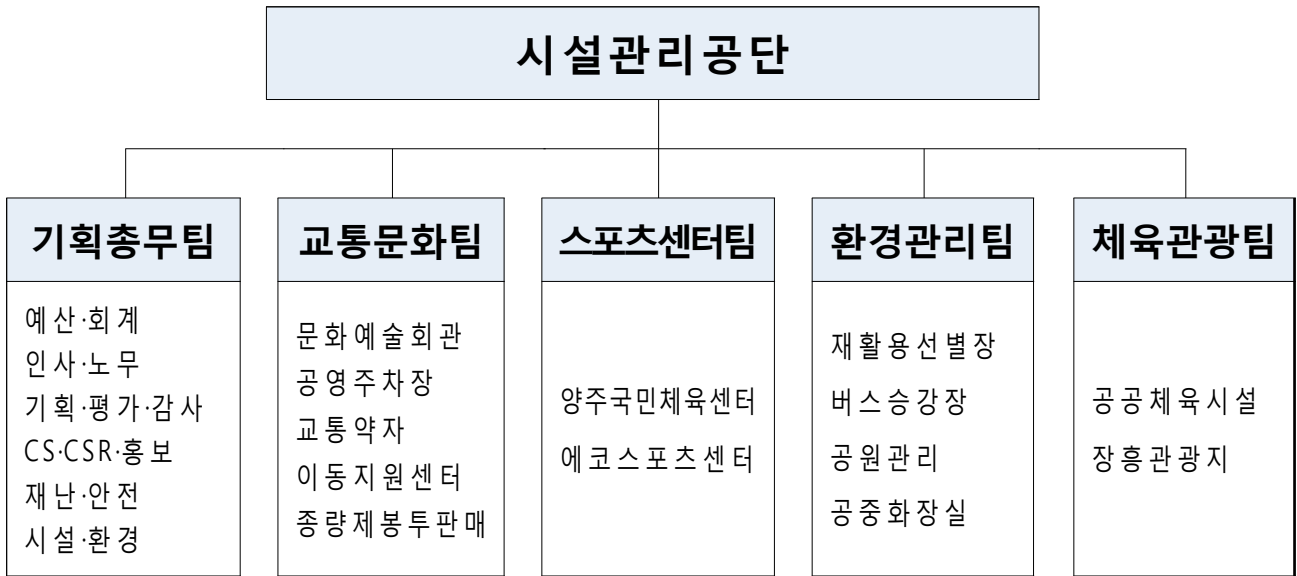 시설관리공단
기획총무팀
예산·회계
인사·노무
기획·평가·감사
CS·CSR·홍보
재난·안전
시설·환경
교통문화팀
문화예술회관
공영주차장
교통약자
이동지원센터
종량제봉투판매
스포츠센터팀
양주국민체육센터
에코스포츠센터
환경관리팀
재활용선별장
버스승강장
공원관리
공중화장실
체육관광팀
공공체육시설
장흥관광지